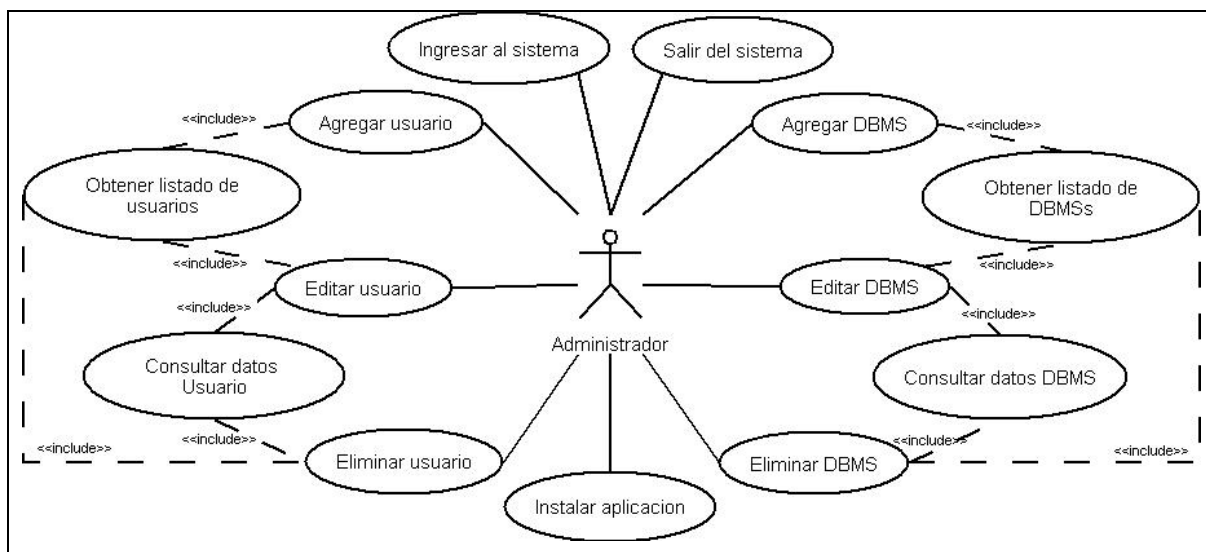 Ingresar al sistema
Salir del sistema
<<include>>
Agregar usuario
Agregar DBMS
<<include>>
Obtener listado de
usuarios
Obtener listado de
DBMSs
<<include>>
<<include>>
Editar usuario
Editar DBMS
<<include>>
<<include>>
Administrador
Consultar datos
Usuario
Consultar datos DBMS
<<include>>
<<include>>
<<include>>
<<include>>
Eliminar usuario
Eliminar DBMS
Instalar aplicacion